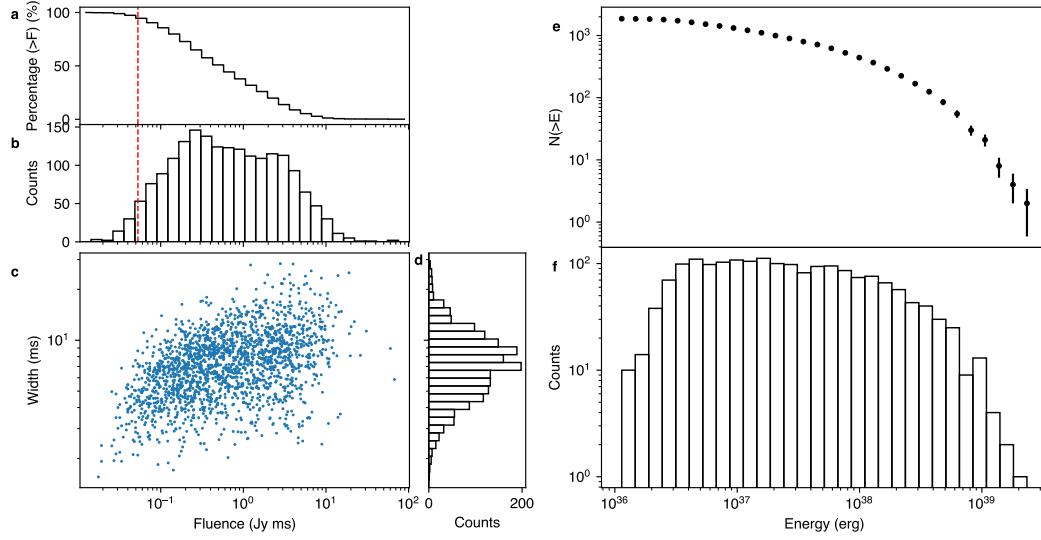 a
Percentage (>F) (%)
100
50
0
b
Counts
150
100
50
0
c
Width (ms)
10¹
10⁻¹
10⁰
10¹
10²
Fluence (Jy ms)
d
0
200
Counts
e
N(>E)
10³
10²
10¹
10⁰
f
Counts
10²
10¹
10⁰
10³⁶
10³⁷
10³⁸
10³⁹
Energy (erg)